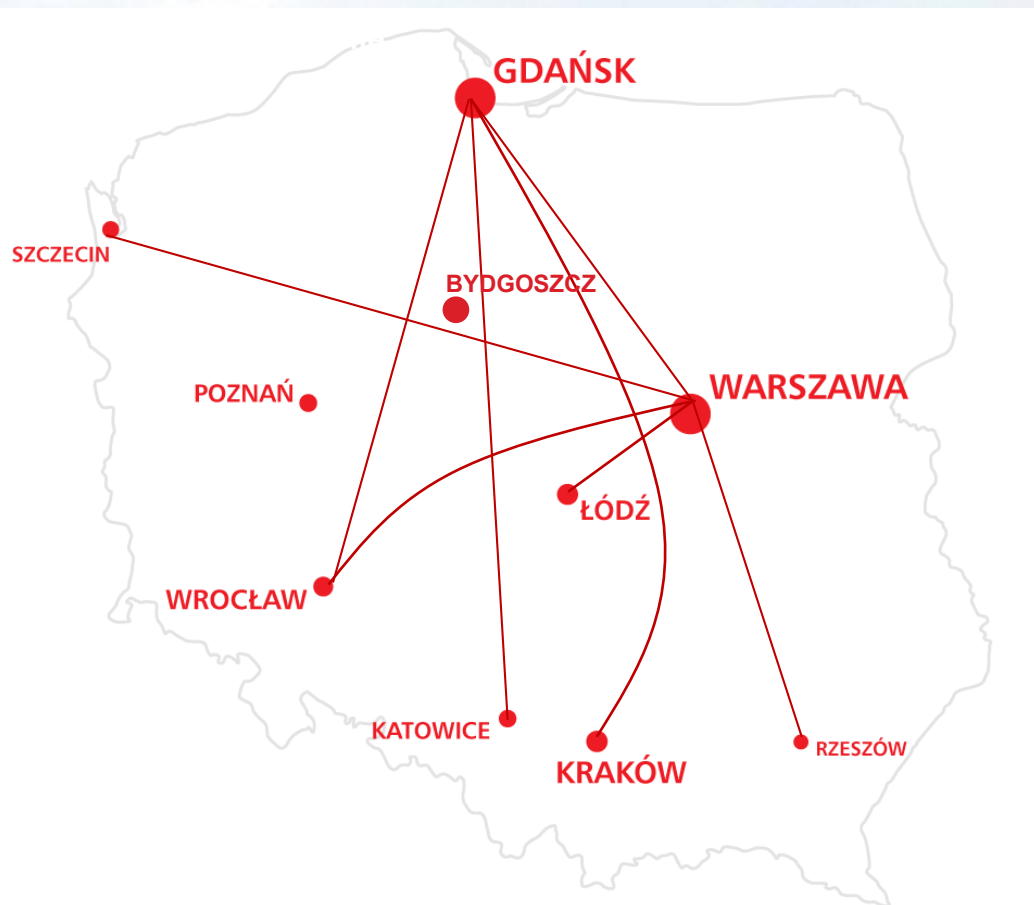 GDAŃSK
SZCZECIN
BYDGOSZCZ
POZNAŃ
WARSZAWA
ŁÓDŹ
WROCŁAW
KATOWICE
KRAKÓW
RZESZÓW